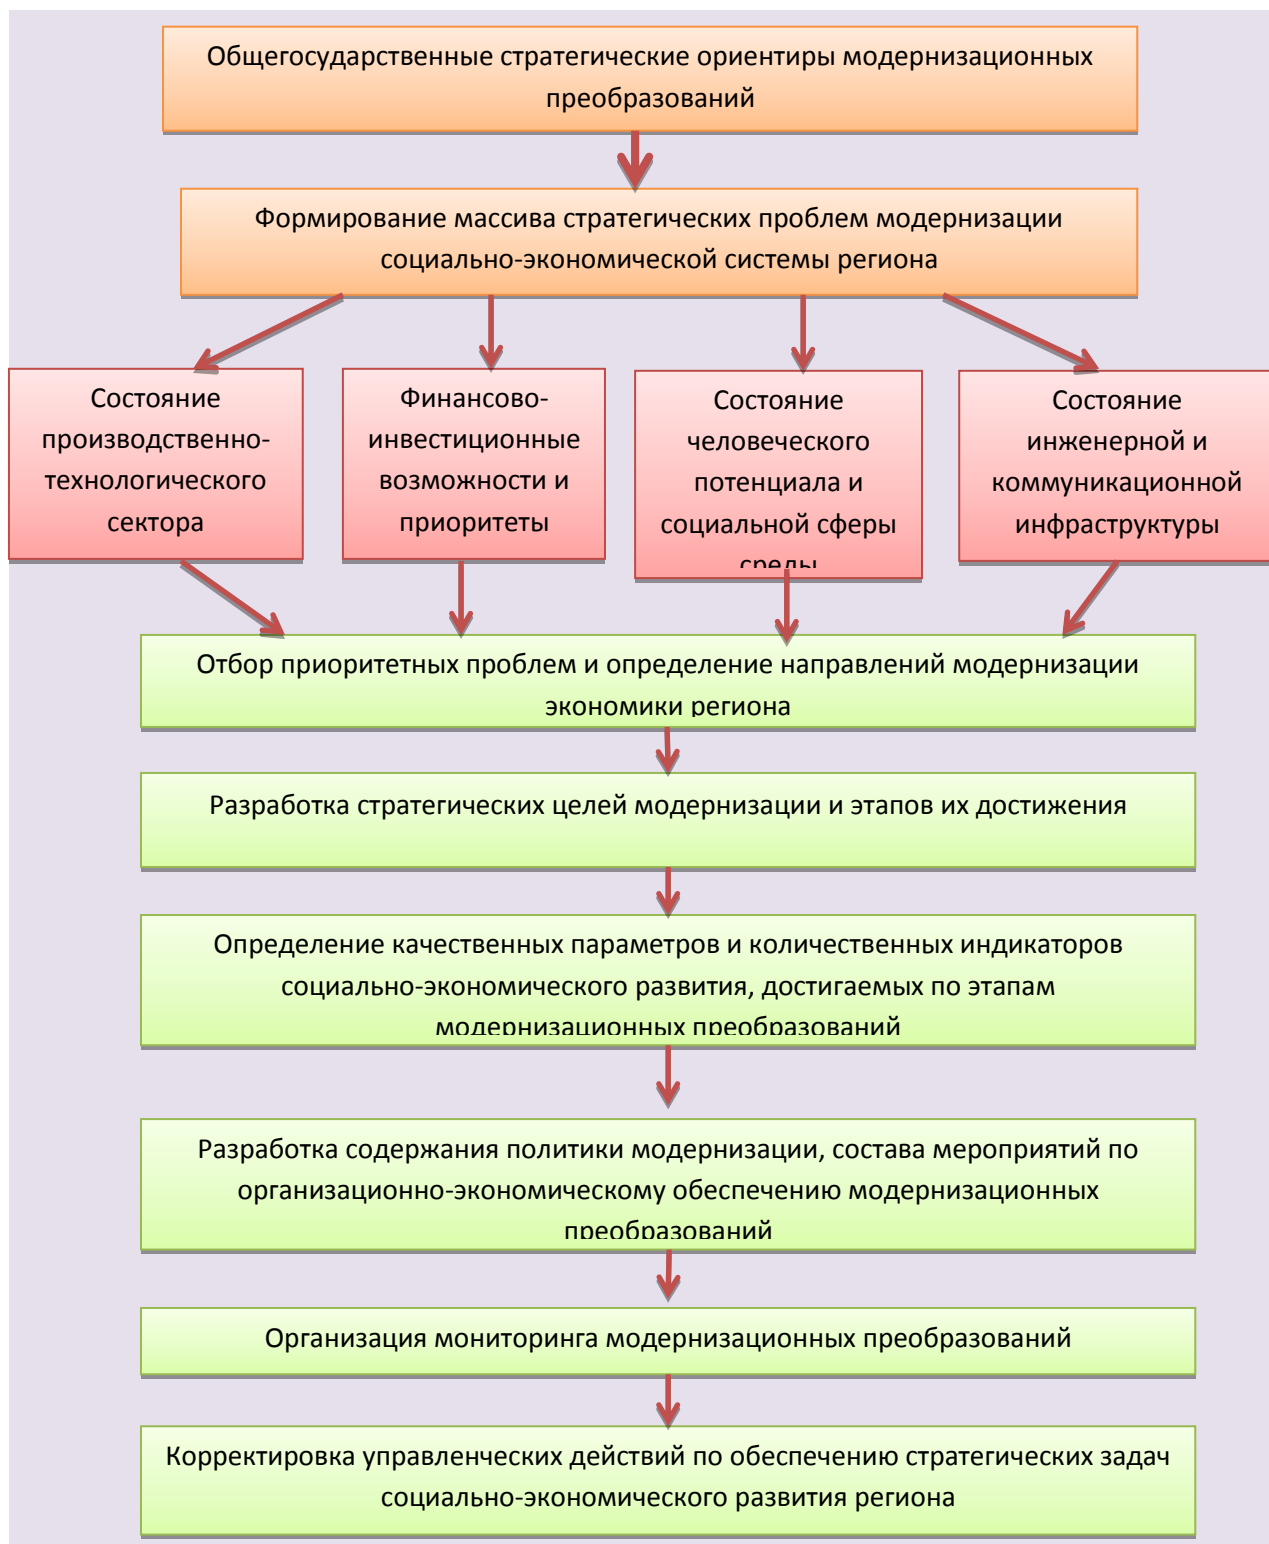 Общегосударственные стратегические ориентиры модернизационных
преобразований
Формирование массива стратегических проблем модернизации
социально-экономической системы региона
Состояние
производственно-
технологического
сектора
Финансово-
инвестиционные
возможности и
приоритеты
Состояние
человеческого
потенциала и
социальной сферы
среды
Состояние
инженерной и
коммуникационной
инфраструктуры
Отбор приоритетных проблем и определение направлений модернизации
экономики региона
Разработка стратегических целей модернизации и этапов их достижения
Определение качественных параметров и количественных индикаторов
социально-экономического развития, достигаемых по этапам
модернизационных преобразований
Разработка содержания политики модернизации, состава мероприятий по
организационно-экономическому обеспечению модернизационных
преобразований
Организация мониторинга модернизационных преобразований
Корректировка управленческих действий по обеспечению стратегических задач
социально-экономического развития региона